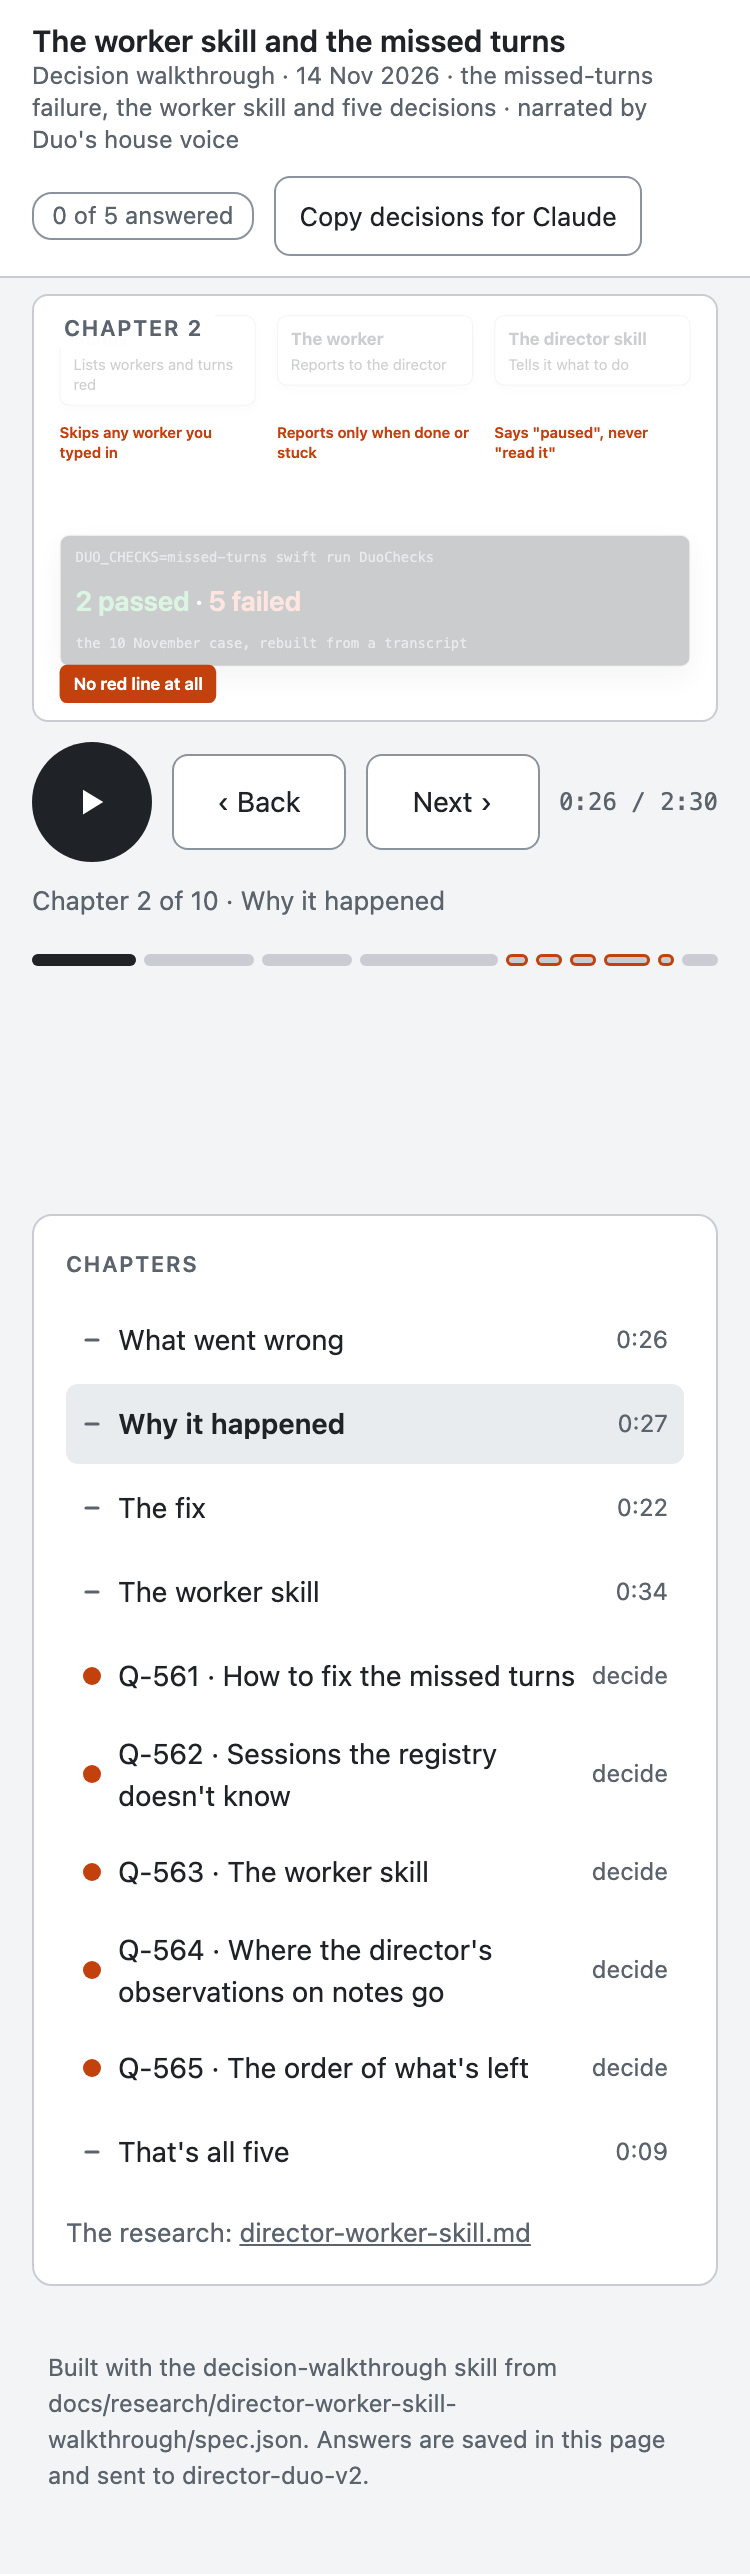 The worker skill and the missed turns
Decision walkthrough · 14 Nov 2026 · the missed-turns
failure, the worker skill and five decisions · narrated by
Duo's house voice
0 of 5 answered
Copy decisions for Claude
CHAPTER 2
Lists workers and turns
red
The worker
Reports to the director
The director skill
Tells it what to do
Skips any worker you
typed in
Reports only when done or
stuck
Says "paused", never
"read it"
DUO_CHECKS=missed-turns swift run DuoChecks
2 passed · 5 failed
the 10 November case, rebuilt from a transcript
No red line at all
‹ Back
Next ›
0:26 / 2:30
Chapter 2 of 10 · Why it happened
CHAPTERS
– What went wrong 0:26
– Why it happened 0:27
– The fix 0:22
– The worker skill 0:34
Q-561 · How to fix the missed turns decide
Q-562 · Sessions the registry
doesn't know decide
Q-563 · The worker skill decide
Q-564 · Where the director's
observations on notes go decide
Q-565 · The order of what's left decide
– That's all five 0:09
The research: director-worker-skill.md
Built with the decision-walkthrough skill from
docs/research/director-worker-skill-
walkthrough/spec.json. Answers are saved in this page
and sent to director-duo-v2.